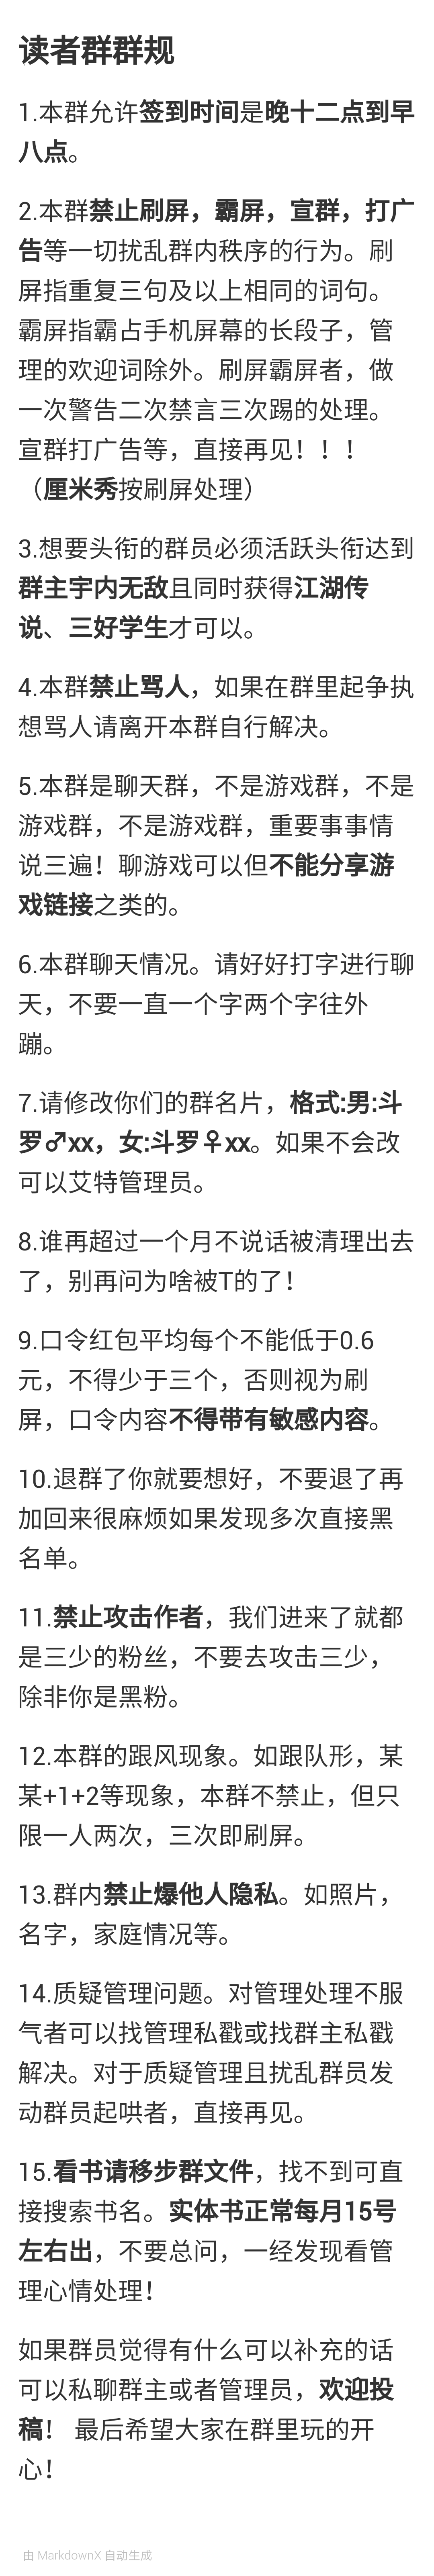 读者群群规
1.本群允许签到时间是晚十二点到早
八点。
2.本群禁止刷屏，霸屏，宣群，打广
告等一切扰乱群内秩序的行为。刷
屏指重复三句及以上相同的词句。
霸屏指霸占手机屏幕的长段子，管
理的欢迎词除外。刷屏霸屏者，做
一次警告二次禁言三次踢的处理。
宣群打广告等，直接再见！！！
（厘米秀按刷屏处理）
3.想要头衔的群员必须活跃头衔达到
群主宇内无敌且同时获得江湖传
说、三好学生才可以。
4.本群禁止骂人，如果在群里起争执
想骂人请离开本群自行解决。
5.本群是聊天群，不是游戏群，不是
游戏群，不是游戏群，重要事事情
说三遍！聊游戏可以但不能分享游
戏链接之类的。
6.本群聊天情况。请好好打字进行聊
天，不要一直一个字两个字往外
蹦。
7.请修改你们的群名片，格式:男:斗
罗♂xx，女:斗罗♀xx。如果不会改
可以艾特管理员。
8.谁再超过一个月不说话被清理出去
了，别再问为啥被T的了！
9.口令红包平均每个不能低于0.6
元，不得少于三个，否则视为刷
屏，口令内容不得带有敏感内容。
10.退群了你就要想好，不要退了再
加回来很麻烦如果发现多次直接黑
名单。
11.禁止攻击作者，我们进来了就都
是三少的粉丝，不要去攻击三少，
除非你是黑粉。
12.本群的跟风现象。如跟队形，某
某+1+2等现象，本群不禁止，但只
限一人两次，三次即刷屏。
13.群内禁止爆他人隐私。如照片，
名字，家庭情况等。
14.质疑管理问题。对管理处理不服
气者可以找管理私戳或找群主私戳
解决。对于质疑管理且扰乱群员发
动群员起哄者，直接再见。
15.看书请移步群文件，找不到可直
接搜索书名。实体书正常每月15号
左右出，不要总问，一经发现看管
理心情处理！
如果群员觉得有什么可以补充的话
可以私聊群主或者管理员，欢迎投
稿！ 最后希望大家在群里玩的开
心！
由 MarkdownX 自动生成